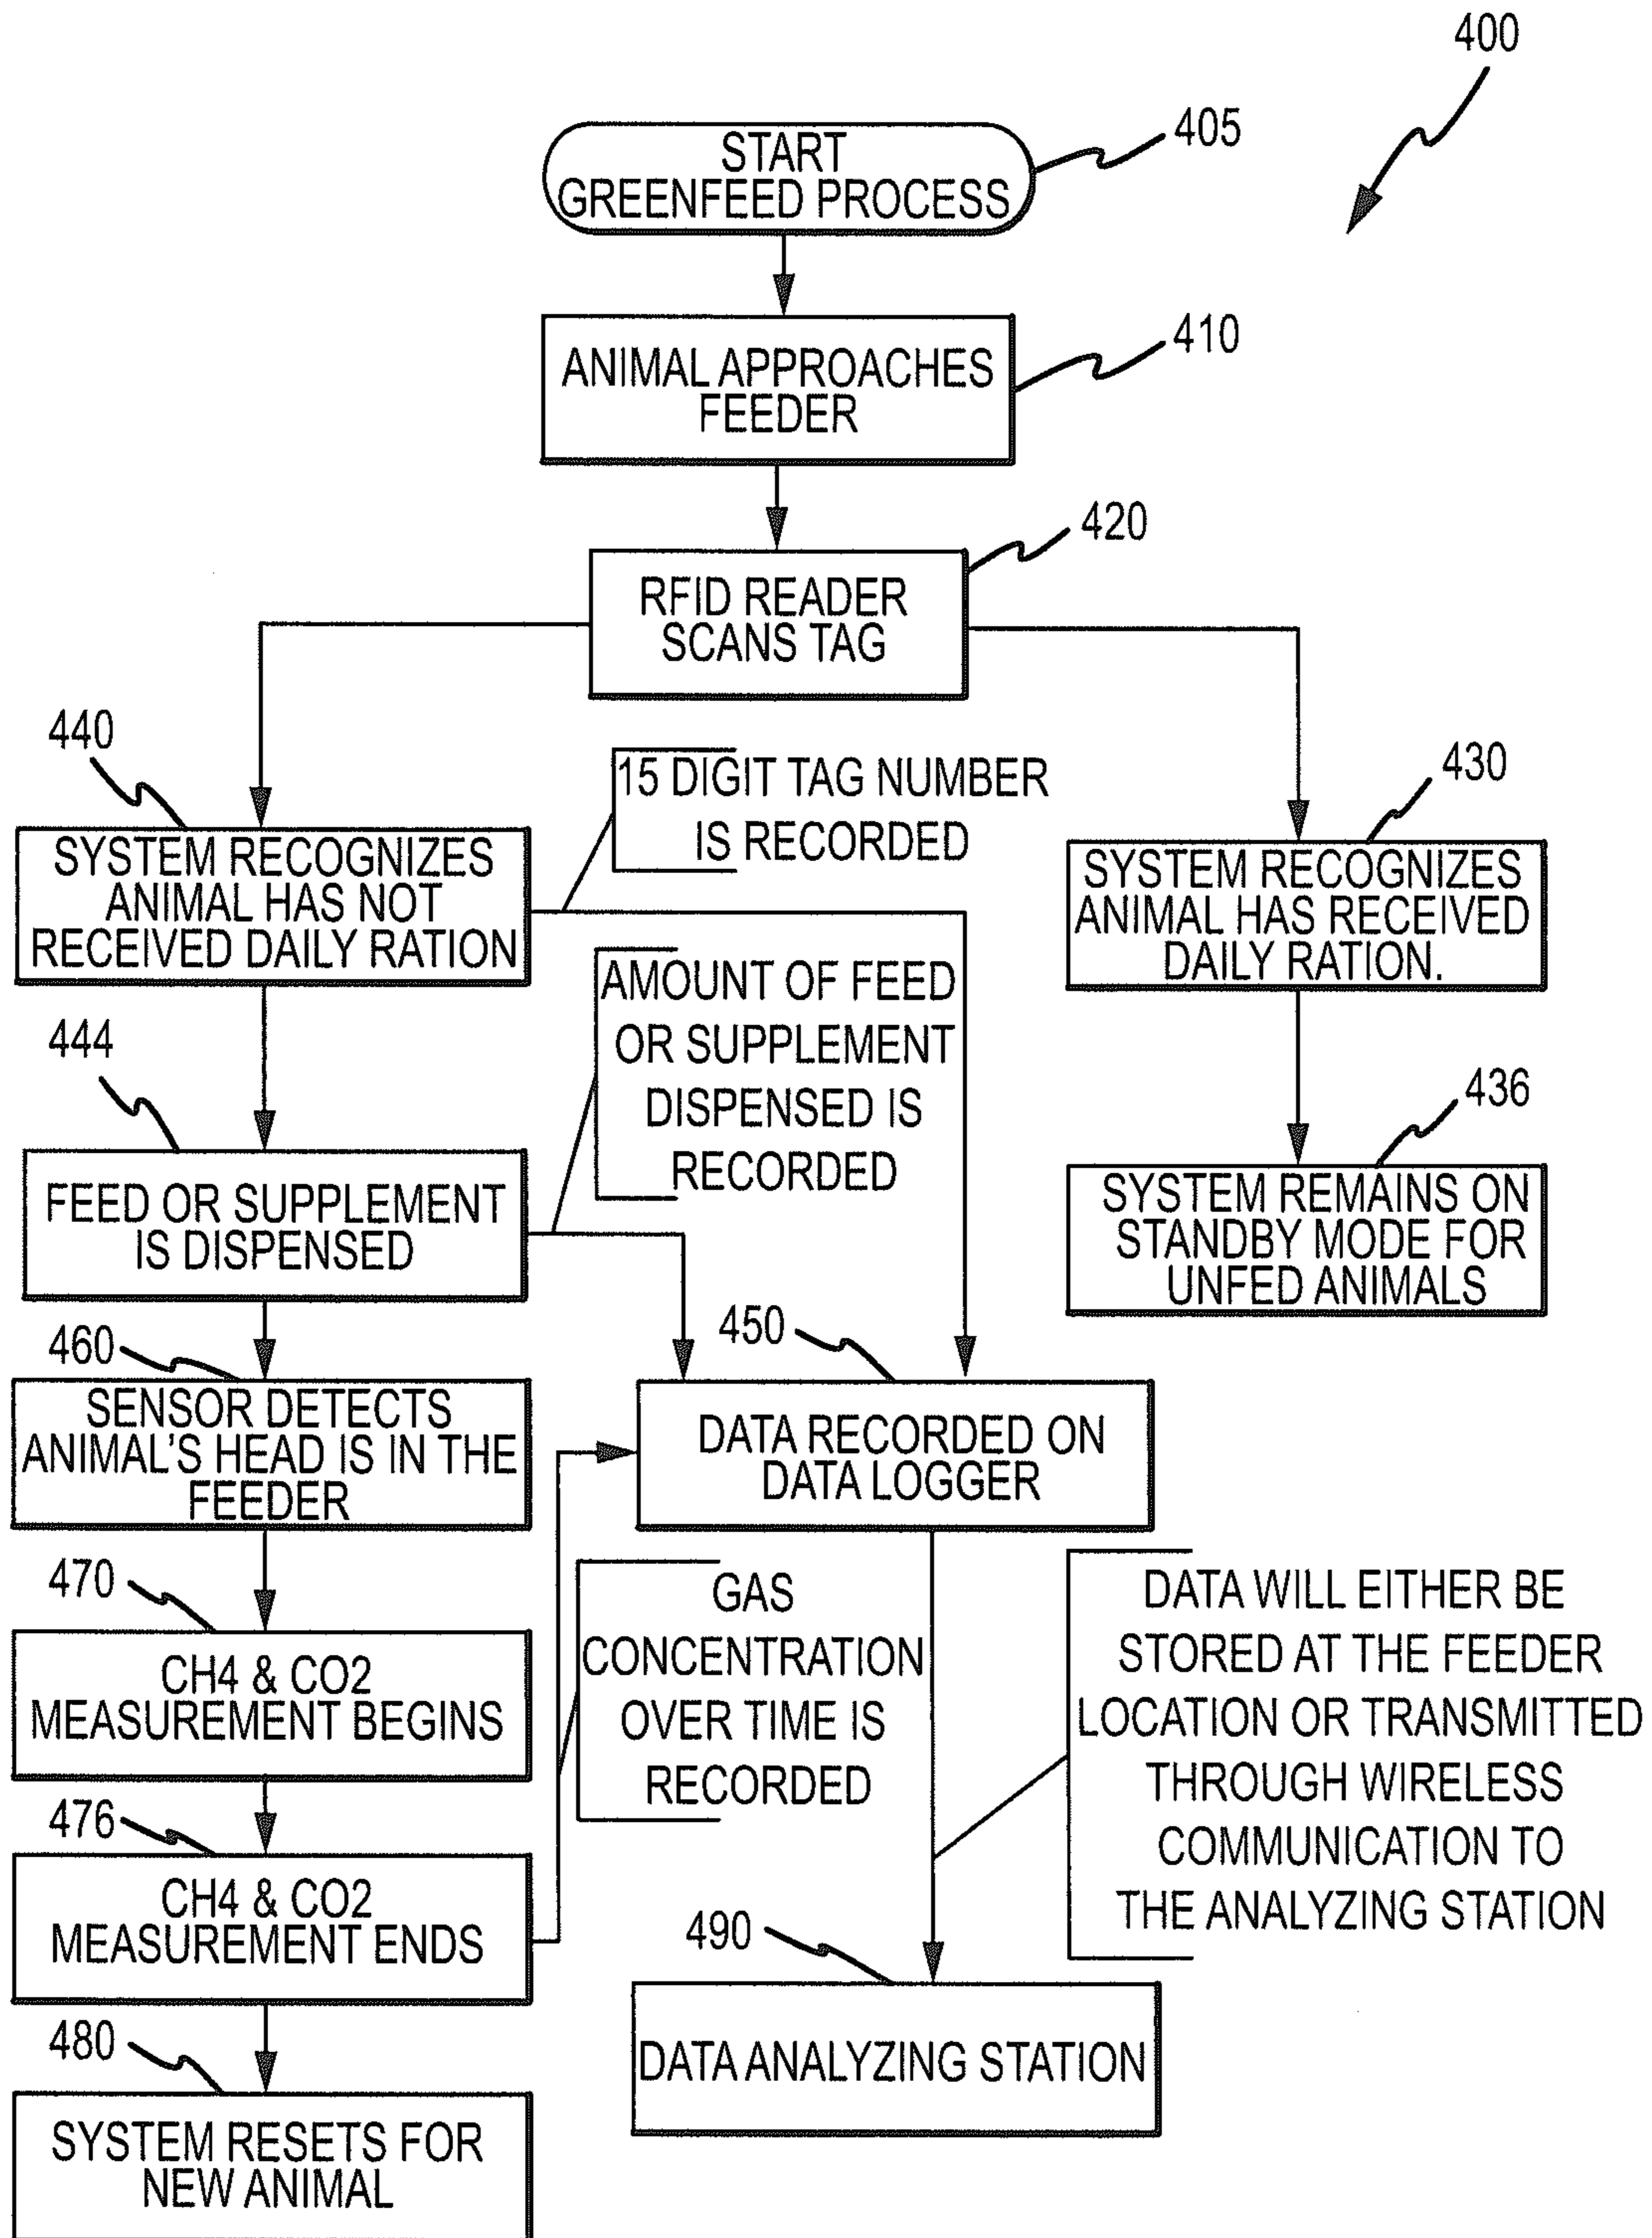 400
START
GREENFEED PROCESS
405
ANIMAL APPROACHES
FEEDER
410
RFID READER
SCANS TAG
420
440
SYSTEM RECOGNIZES
ANIMAL HAS NOT
RECEIVED DAILY RATION
15 DIGIT TAG NUMBER
IS RECORDED
430
SYSTEM RECOGNIZES
ANIMAL HAS RECEIVED
DAILY RATION.
444
FEED OR SUPPLEMENT
IS DISPENSED
AMOUNT OF FEED
OR SUPPLEMENT
DISPENSED IS
RECORDED
436
SYSTEM REMAINS ON
STANDBY MODE FOR
UNFED ANIMALS
460
SENSOR DETECTS
ANIMAL'S HEAD IS IN THE
FEEDER
450
DATA RECORDED ON
DATA LOGGER
470
CH4 & CO2
MEASUREMENT BEGINS
GAS
CONCENTRATION
OVER TIME IS
RECORDED
DATA WILL EITHER BE
STORED AT THE FEEDER
LOCATION OR TRANSMITTED
THROUGH WIRELESS
COMMUNICATION TO
THE ANALYZING STATION
476
CH4 & CO2
MEASUREMENT ENDS
490
DATA ANALYZING STATION
480
SYSTEM RESETS FOR
NEW ANIMAL